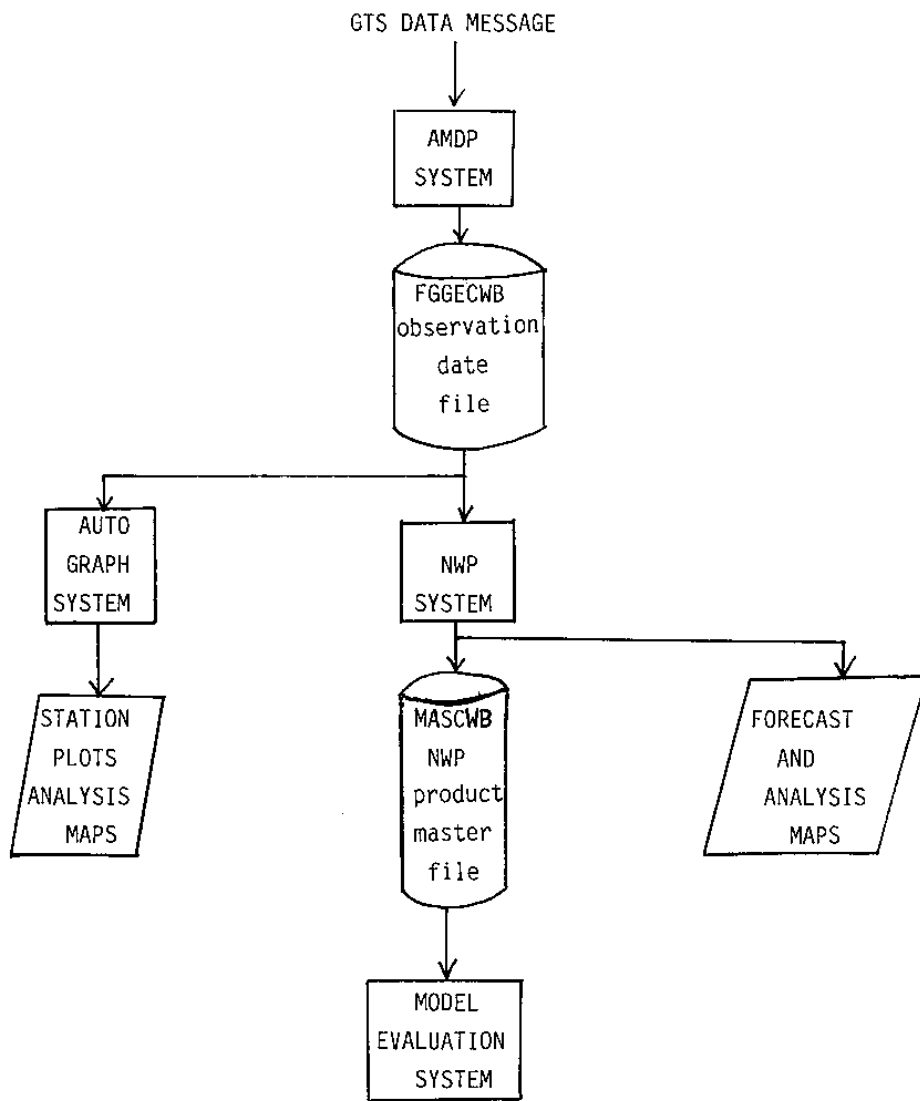 GTS DATA MESSAGE
AMDP
SYSTEM
FGGECWB
observation
date
file
AUTO
GRAPH
SYSTEM
NWP
SYSTEM
STATION
PLOTS
ANALYSIS
MAPS
MASCWB
NWP
product
master
file
FORECAST
AND
ANALYSIS
MAPS
MODEL
EVALUATION
SYSTEM